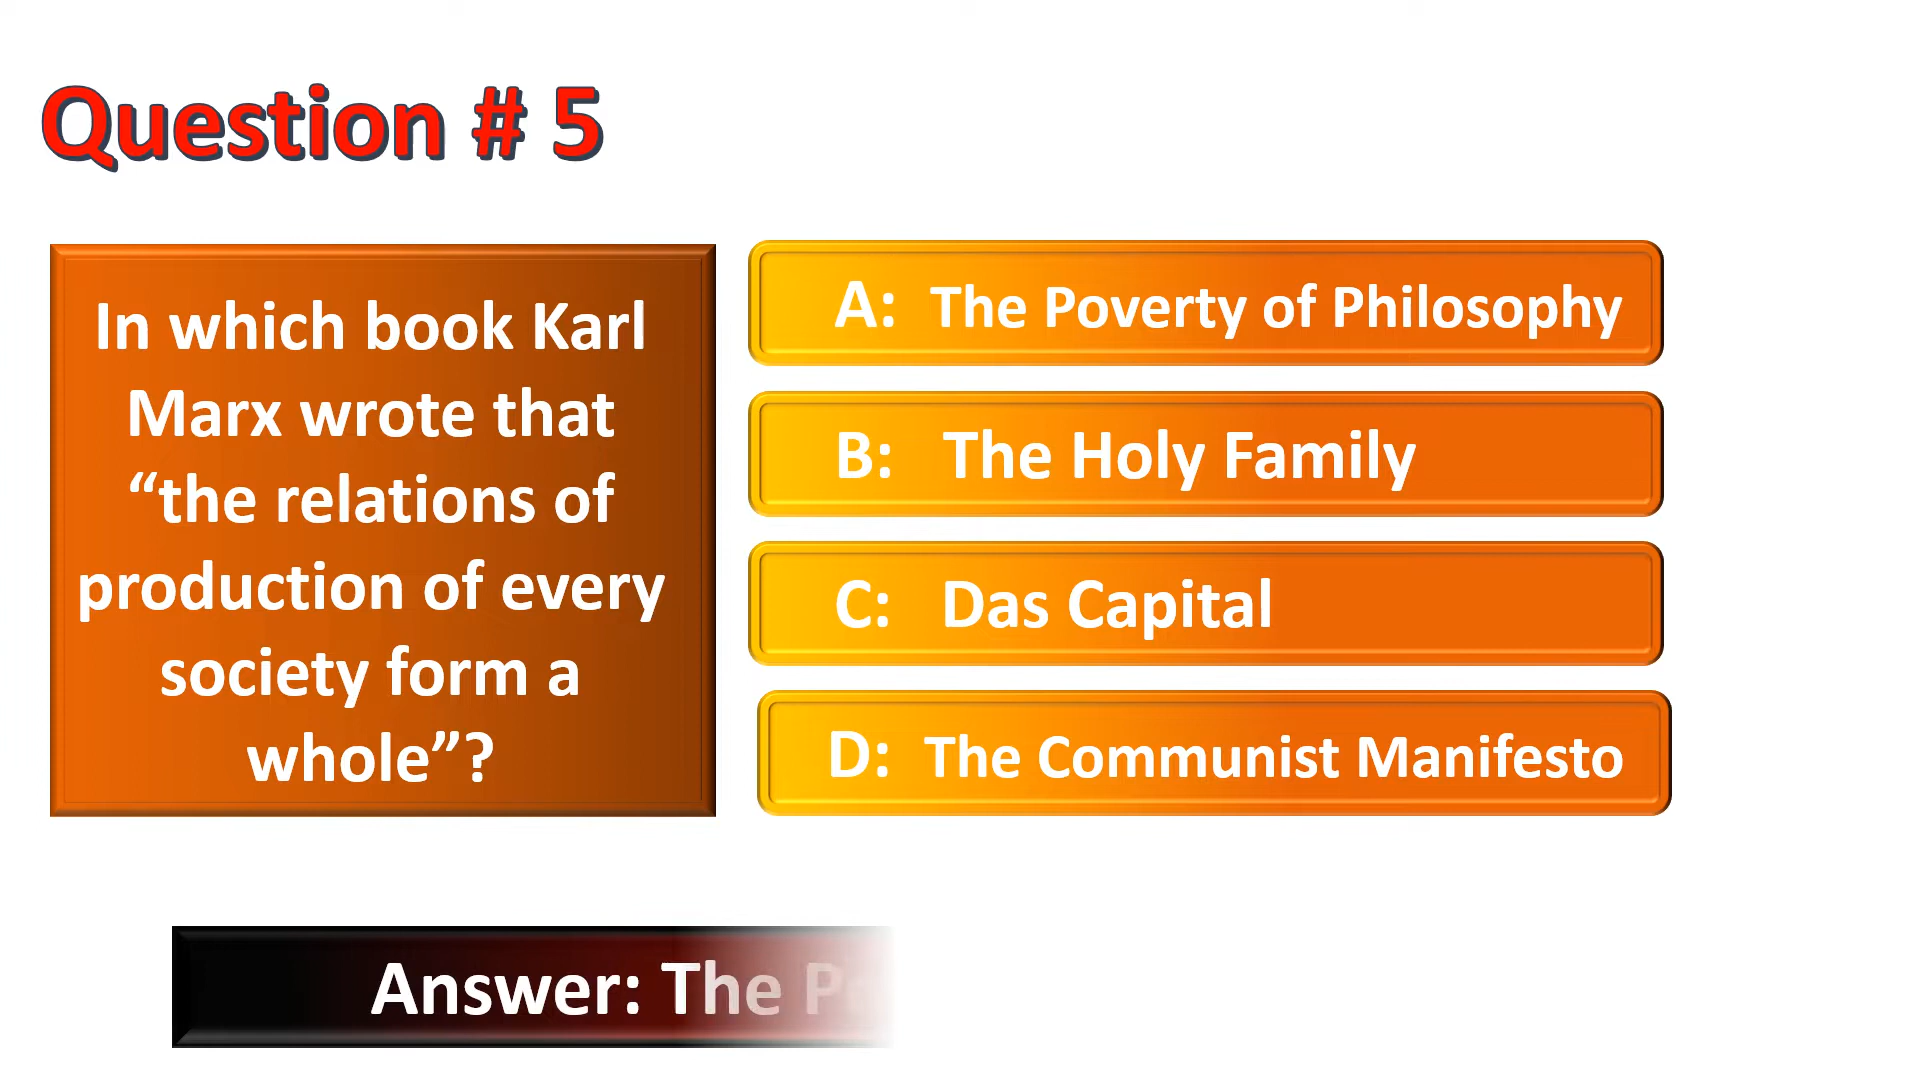 Question # 5
In which book Karl
Marx wrote that
“the relations of
production of every
society form a
whole”?
A: The Poverty of Philosophy
B: The Holy Family
C: Das Capital
D: The Communist Manifesto
Answer: The